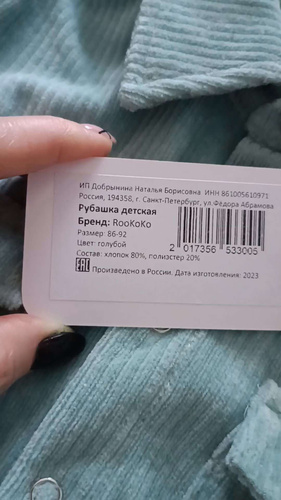 ИП Добрынина Наталья Борисовна ИНН 861005610971
Россия, 194358, г. Санкт-Петербург, ул.Федора Абрамова
Рубашка детская
Бренд: RooKoKo
Размер: 86-92
Цвет: голубой
Состав: хлопок 80%, полиэстер 20%
2 017356 533005
EAC Произведено в России. Дата изготовления: 2023